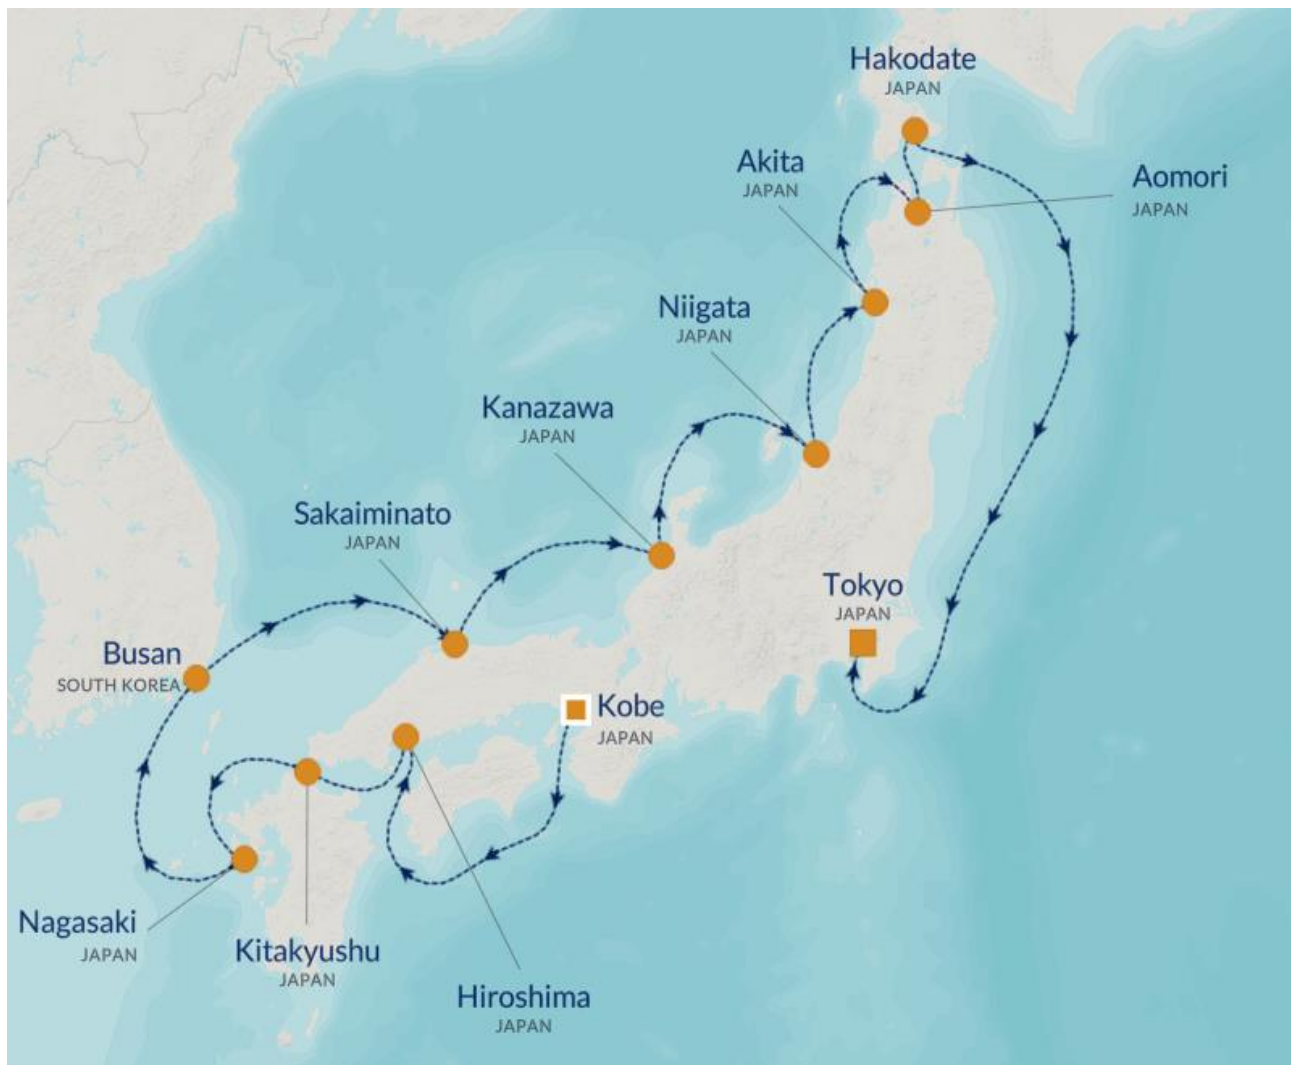 Hakodate
JAPAN
Akita
JAPAN
Aomori
JAPAN
Niigata
JAPAN
Kanazawa
JAPAN
Sakaiminato
JAPAN
Tokyo
JAPAN
Busan
SOUTH KOREA
Kobe
JAPAN
Nagasaki
JAPAN
Kitakyushu
JAPAN
Hiroshima
JAPAN